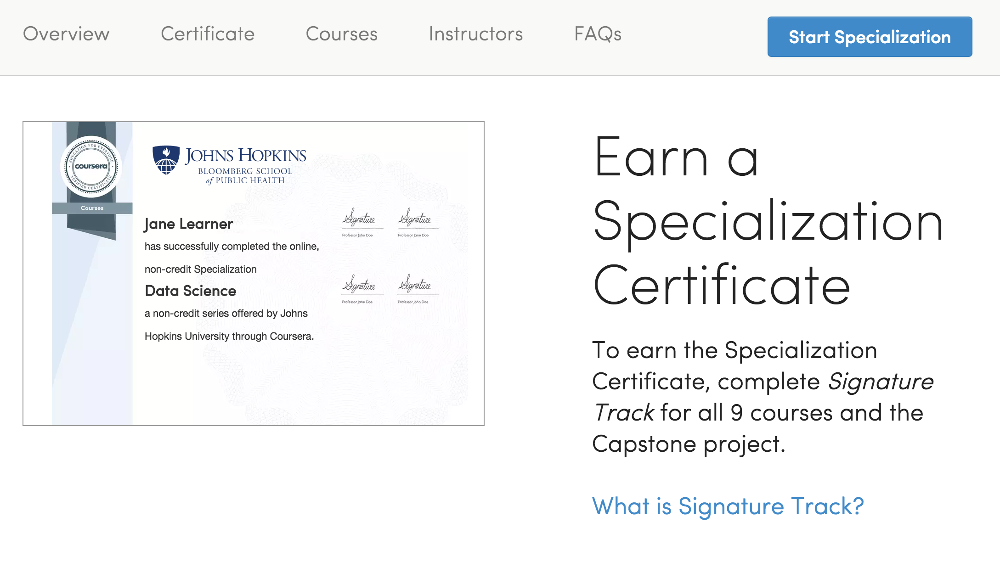 Overview Certificate Courses Instructors FAQs Start Specialization
EDUCATION FOR EVERYONE
coursera
VERIFIED CERTIFICATE
Courses
JOHNS HOPKINS
BLOOMBERG SCHOOL
of PUBLIC HEALTH
Jane Learner
has successfully completed the online,
non-credit Specialization
Data Science
a non-credit series offered by Johns
Hopkins University through Coursera.
Signature Signature
Professor John Doe Professor Jane Doe
Signature Signature
Professor Jane Doe Professor John Doe
Earn a
Specialization
Certificate
To earn the Specialization
Certificate, complete Signature
Track for all 9 courses and the
Capstone project.
What is Signature Track?